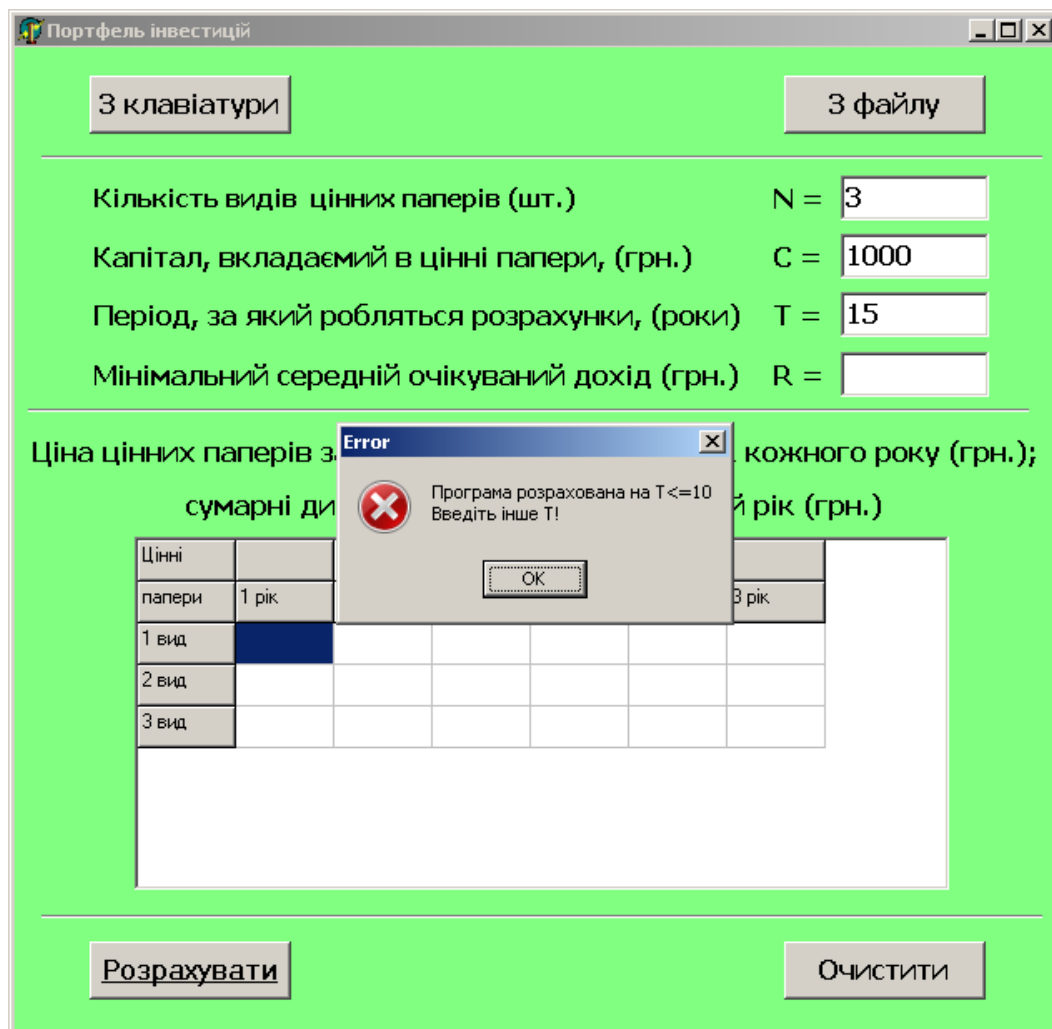 Портфель інвестицій
З клавіатури
З файлу
Кількість видів цінних паперів (шт.) N = 3
Капітал, вкладаємий в цінні папери, (грн.) C = 1000
Період, за який робляться розрахунки, (роки) T = 15
Мінімальний середній очікуваний дохід (грн.) R =
Ціна цінних паперів кожного року (грн.);
сумарні рік (грн.)
Error
Програма розрахована на T<=10
Введіть інше T!
OK
Цінні
папери 1 рік 3 рік
1 вид
2 вид
3 вид
Розрахувати
Очистити